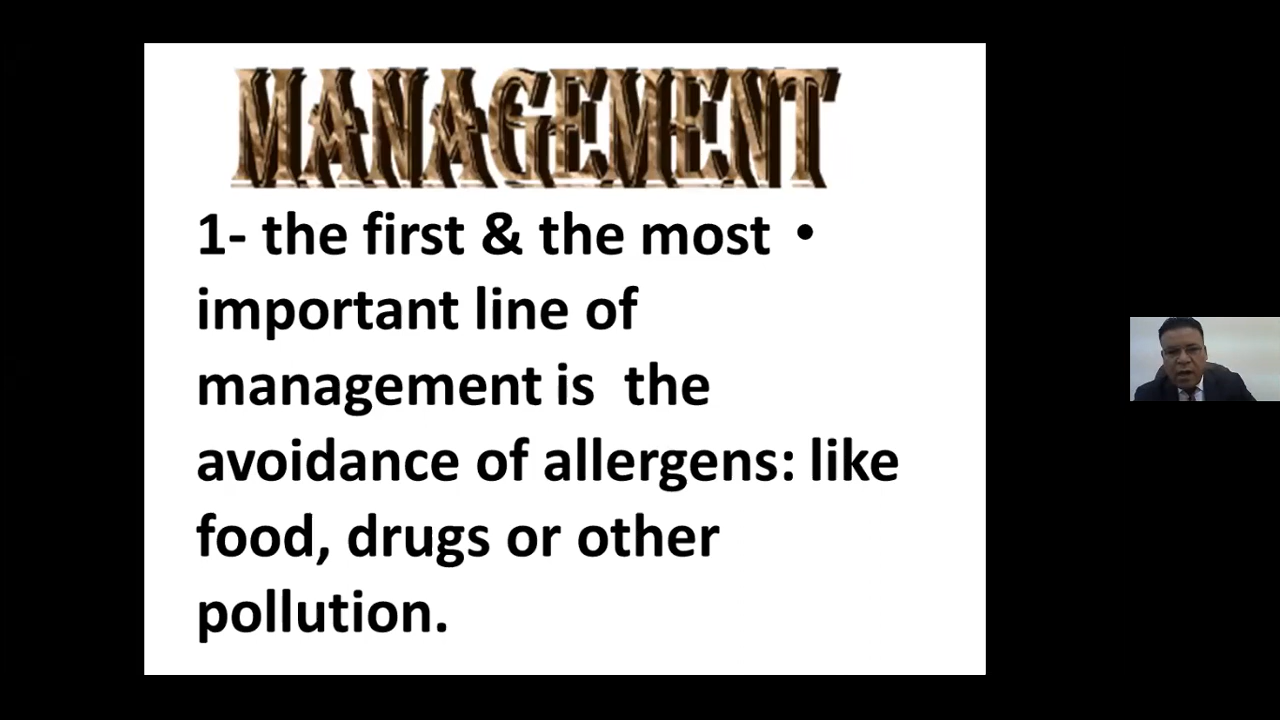 MANAGEMENT
1- the first & the most •
important line of
management is the
avoidance of allergens: like
food, drugs or other
pollution.